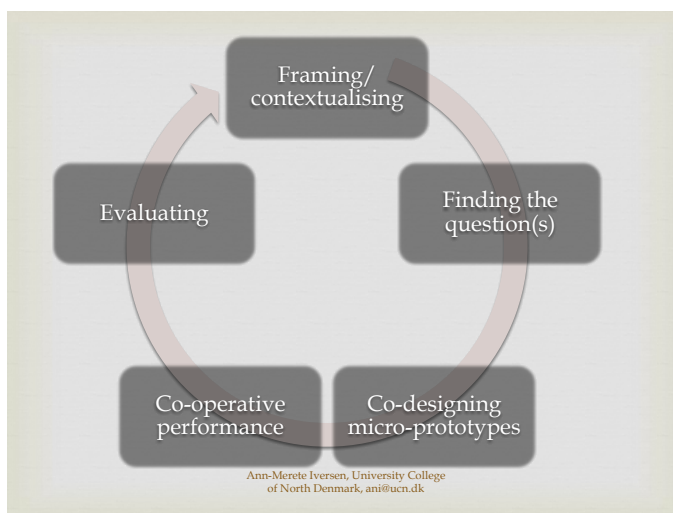 Framing/
contextualising
Finding the
question(s)
Co-designing
micro-prototypes
Co-operative
performance
Evaluating
Ann-Merete Iversen, University College
of North Denmark, ani@ucn.dk